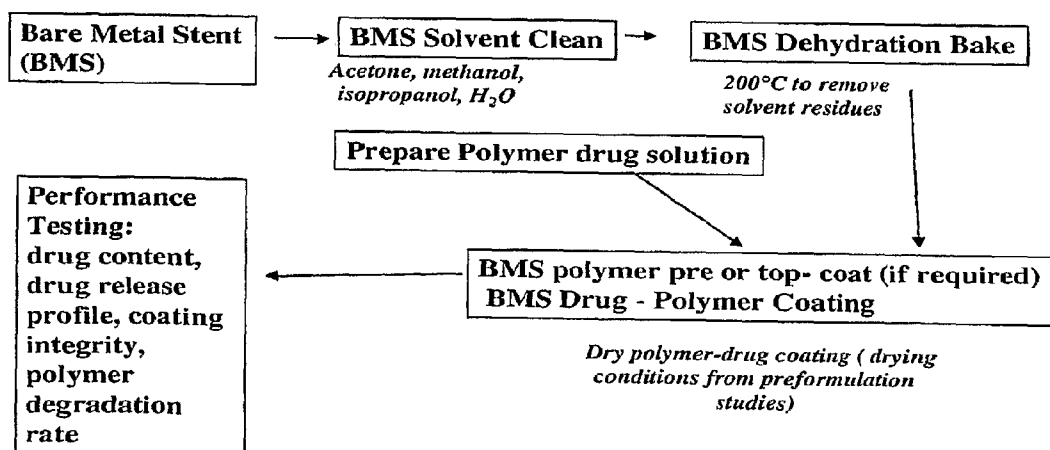 Bare Metal Stent
(BMS)
BMS Solvent Clean
Acetone, methanol,
isopropanol, H₂O
BMS Dehydration Bake
200°C to remove
solvent residues
Prepare Polymer drug solution
BMS polymer pre or top- coat (if required)
BMS Drug - Polymer Coating
Dry polymer-drug coating ( drying
conditions from preformulation
studies)
Performance
Testing:
drug content,
drug release
profile, coating
integrity,
polymer
degradation
rate